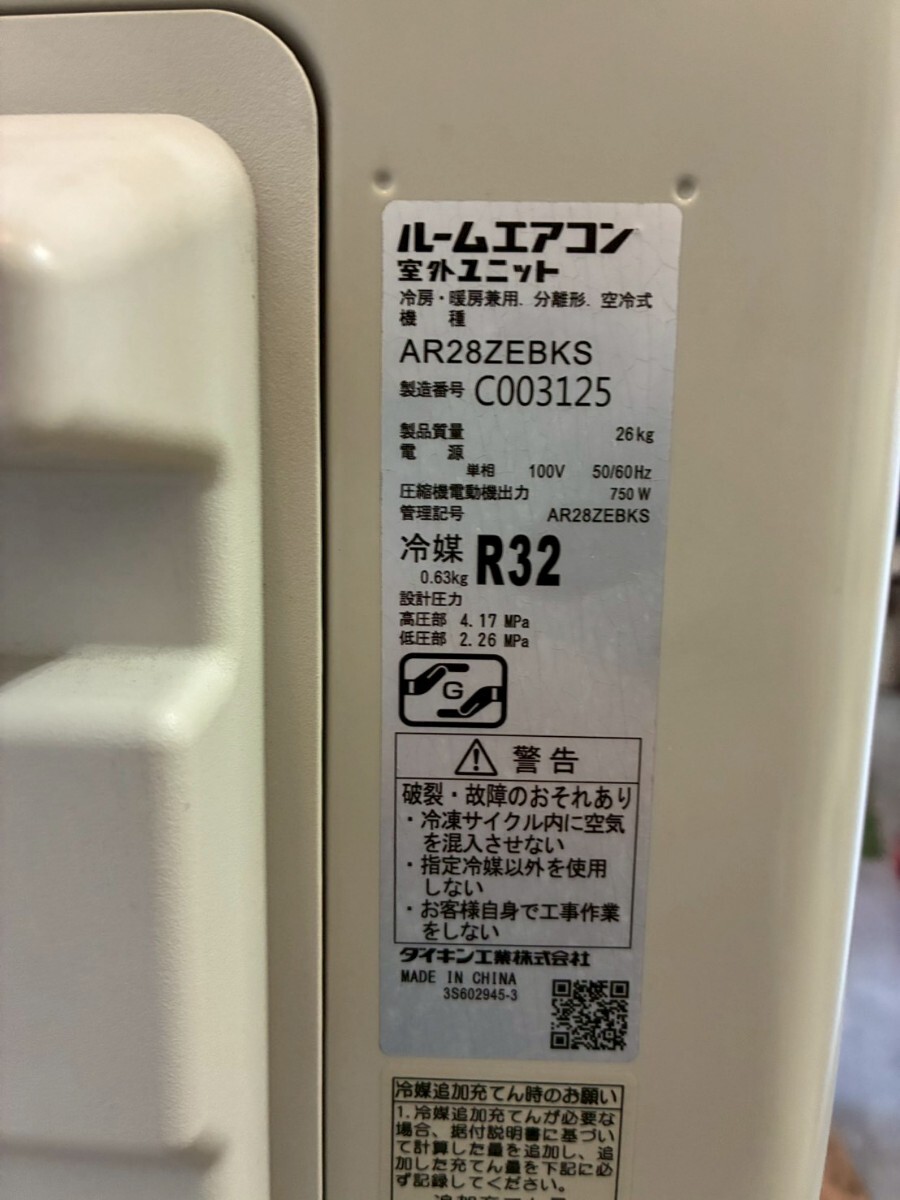 ルームエアコン
室外ユニット
冷房・暖房兼用．分離形．空冷式
機　種
AR28ZEBKS
製造番号 C003125
製品質量 26kg
電　源
単相 100V 50/60Hz
圧縮機電動機出力 750 W
管理記号 AR28ZEBKS
冷媒 R32
0.63kg
設計圧力
高圧部 4.17 MPa
低圧部 2.26 MPa
G
警告
破裂・故障のおそれあり
・冷凍サイクル内に空気
を混入させない
・指定冷媒以外を使用
しない
・お客様自身で工事作業
をしない
ダイキン工業株式会社
MADE IN CHINA
3S602945-3
冷媒追加充てん時のお願い
1.冷媒追加充てんが必要な
場合、据付説明書に基づい
て計算した量を追加し、追
加した充てん量を下記に必
ず記録してください。